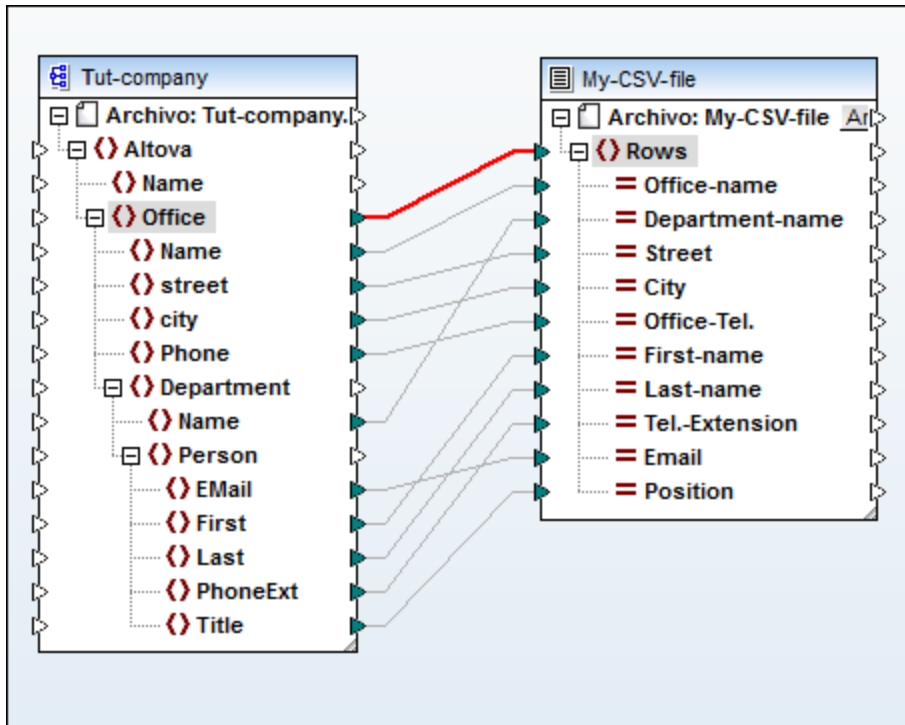 Tut-company
Archivo: Tut-company.
Altova
Name
Office
Name
street
city
Phone
Department
Name
Person
EMail
First
Last
PhoneExt
Title
My-CSV-file
Archivo: My-CSV-file Ar
Rows
Office-name
Department-name
Street
City
Office-Tel.
First-name
Last-name
Tel.-Extension
Email
Position